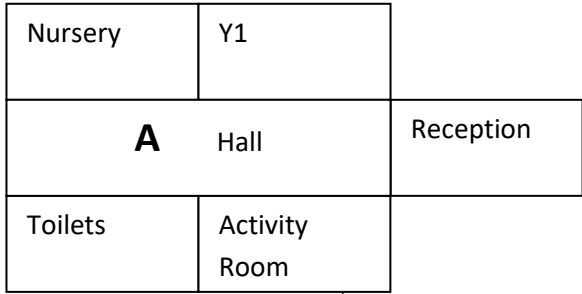 Nursery
Y1
A
Hall
Reception
Toilets
Activity
Room